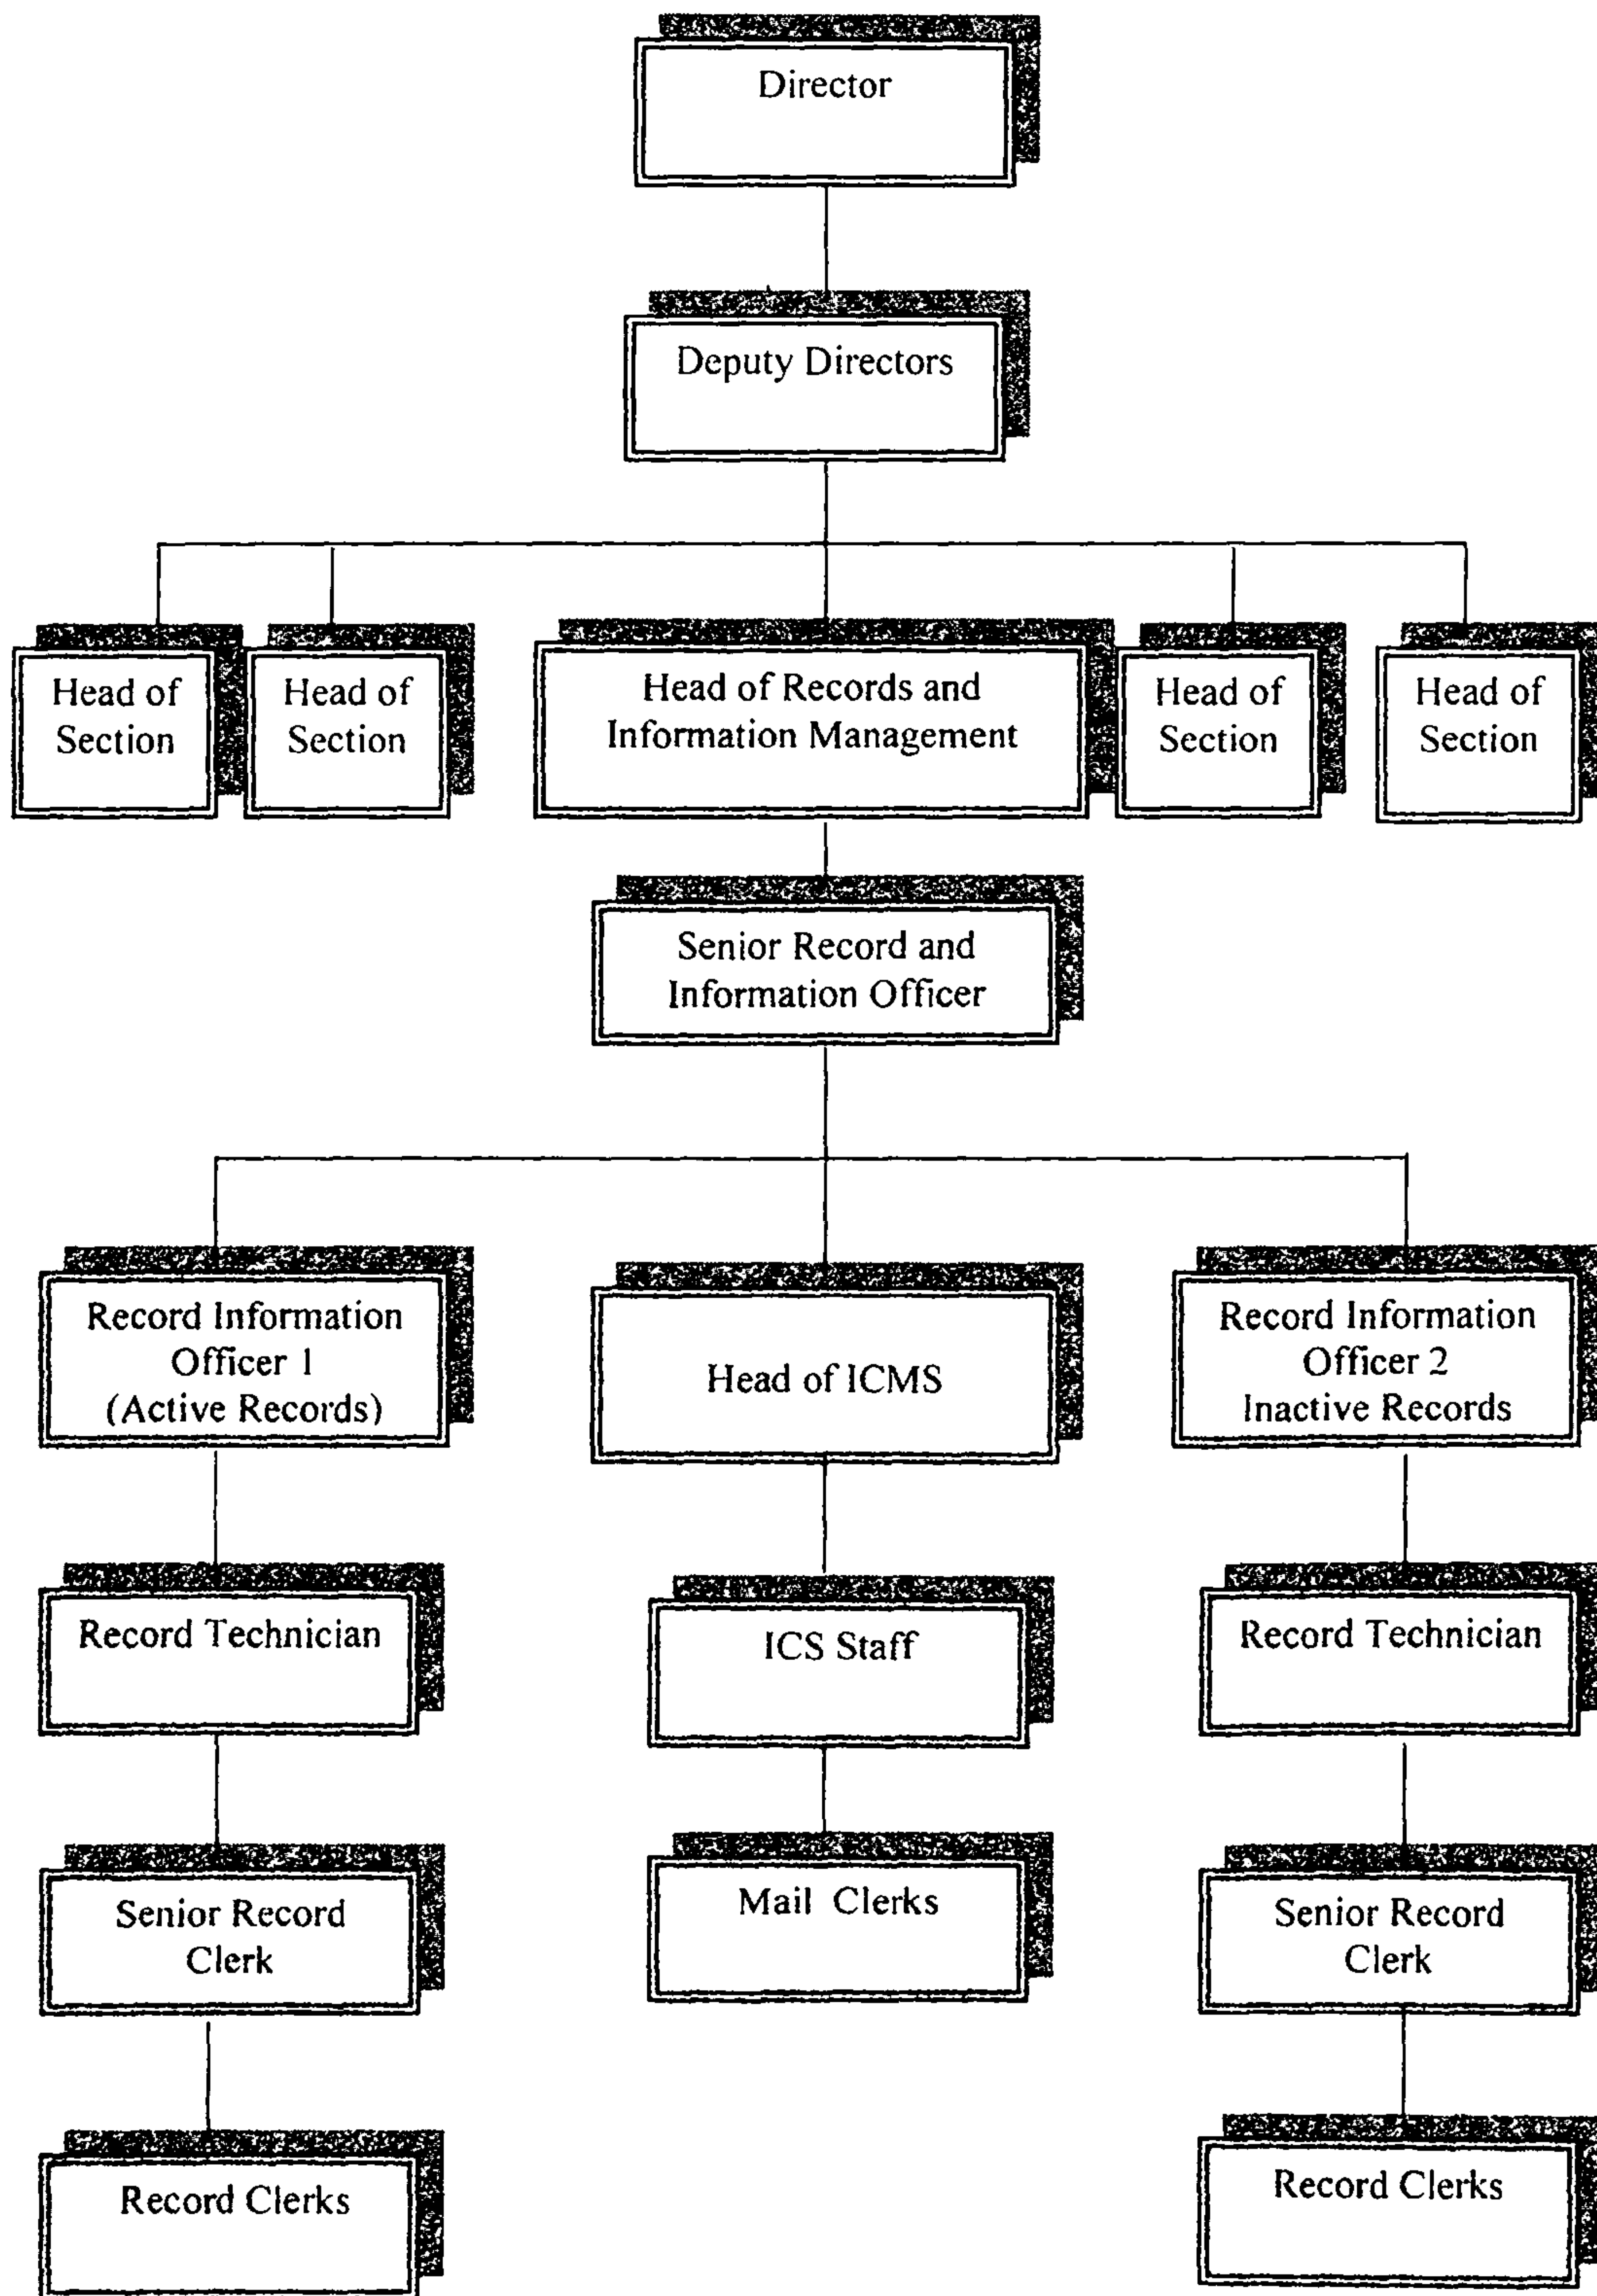 Director
Deputy Directors
Head of
Section
Head of
Section
Head of Records and
Information Management
Head of
Section
Head of
Section
Senior Record and
Information Officer
Record Information
Officer 1
(Active Records)
Head of ICMS
Record Information
Officer 2
Inactive Records
Record Technician
ICS Staff
Record Technician
Senior Record
Clerk
Mail Clerks
Senior Record
Clerk
Record Clerks
Record Clerks